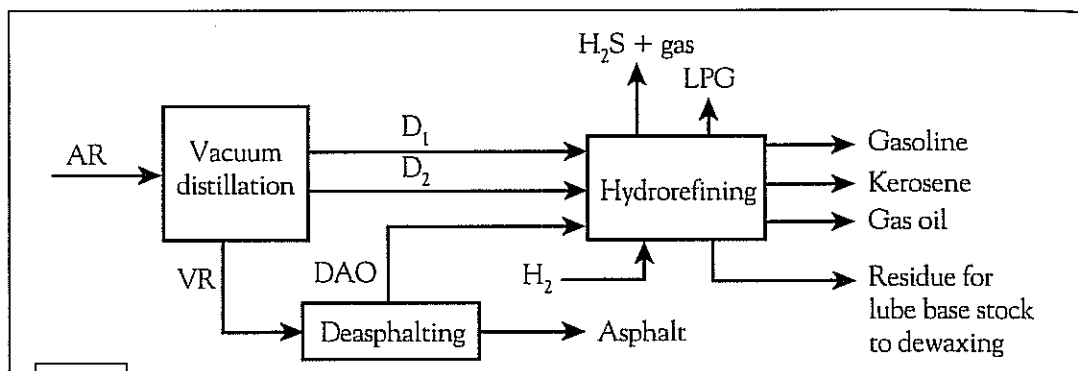 H₂S + gas
LPG
AR
Vacuum
distillation
D₁
D₂
Hydrorefining
Gasoline
Kerosene
Gas oil
VR
DAO
H₂
Deasphalting
Asphalt
Residue for
lube base stock
to dewaxing